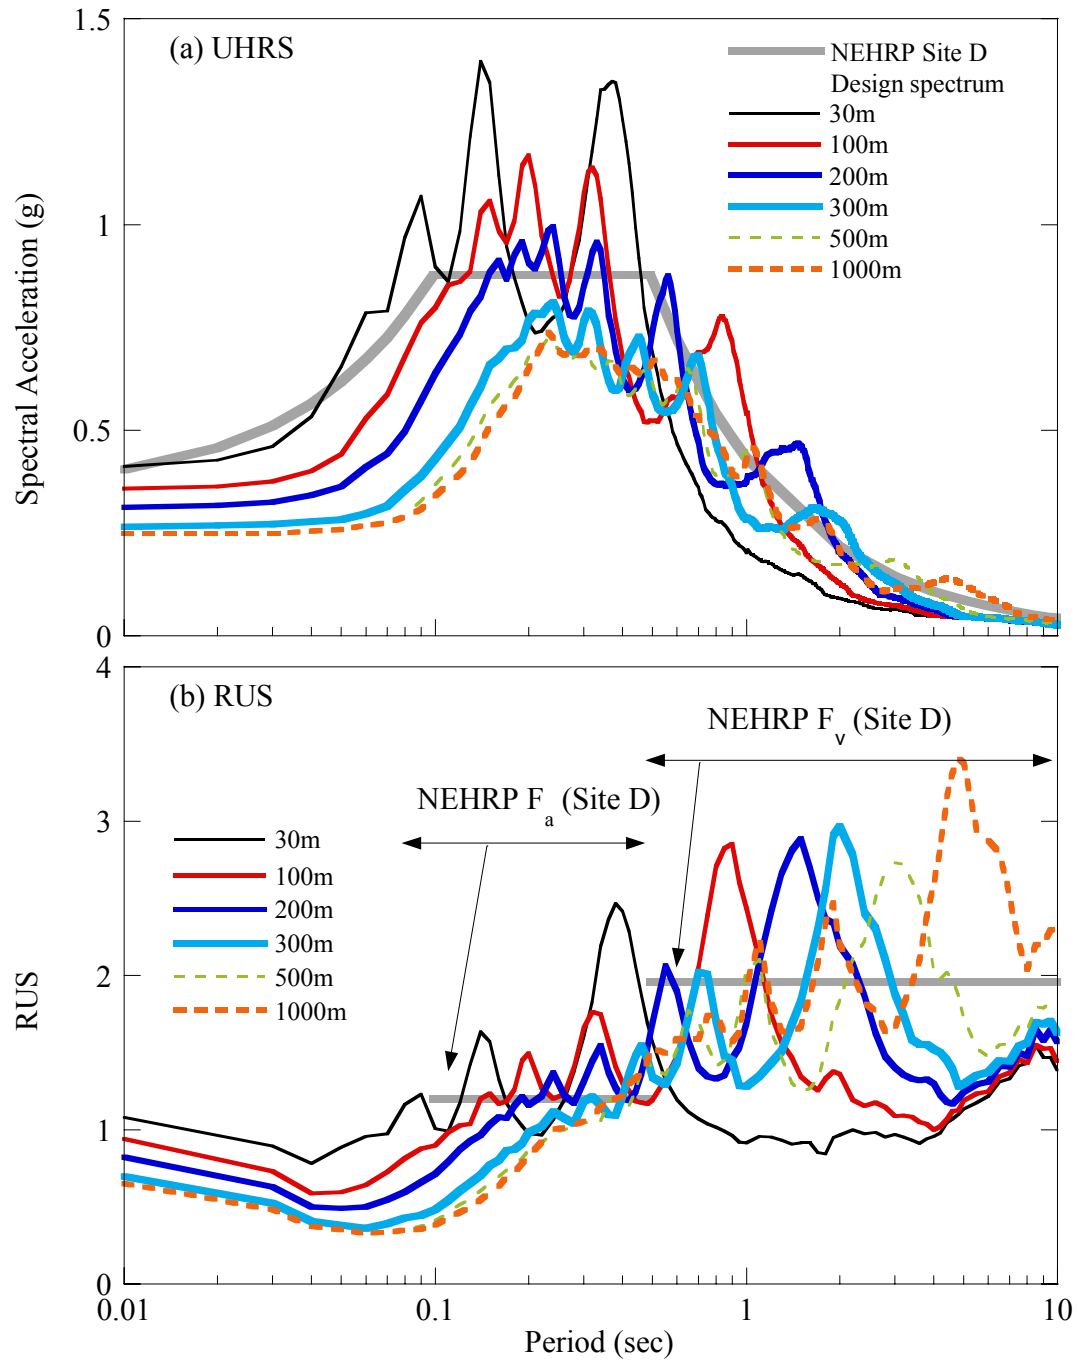 1.5
(a) UHRS
NEHRP Site D
Design spectrum
30m
100m
200m
300m
500m
1000m
1
0.5
0
Spectral Acceleration (g)
4
(b) RUS
NEHRP Fv (Site D)
NEHRP Fa (Site D)
3
30m
100m
200m
300m
500m
1000m
2
1
0
RUS
0.01
0.1
1
10
Period (sec)